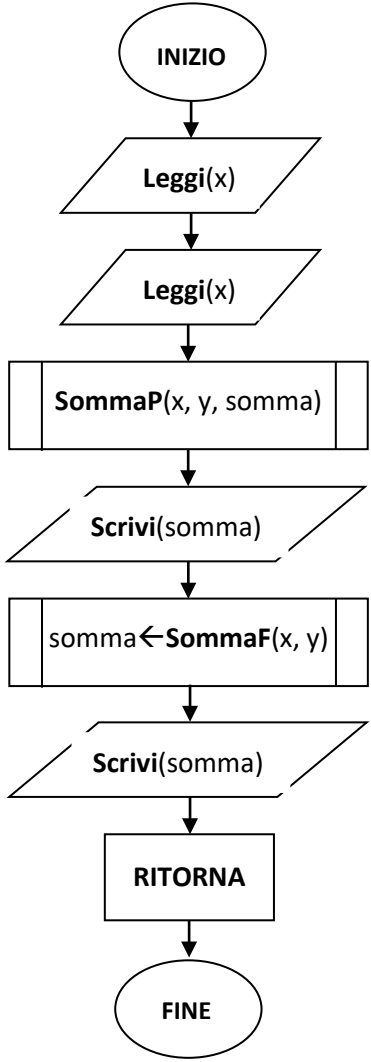 INIZIO
Leggi(x)
Leggi(x)
SommaP(x, y, somma)
Scrivi(somma)
somma←SommaF(x, y)
Scrivi(somma)
RITORNA
FINE